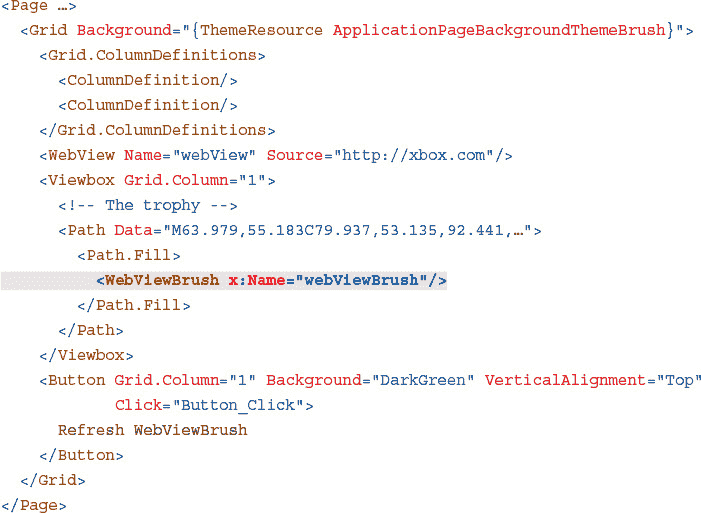 <Page …>
  <Grid Background="{ThemeResource ApplicationPageBackgroundThemeBrush}">
    <Grid.ColumnDefinitions>
      <ColumnDefinition/>
      <ColumnDefinition/>
    </Grid.ColumnDefinitions>
    <WebView Name="webView" Source="http://xbox.com"/>
    <Viewbox Grid.Column="1">
      <!-- The trophy -->
      <Path Data="M63.979,55.183C79.937,53.135,92.441,…">
        <Path.Fill>
          <WebViewBrush x:Name="webViewBrush"/>
        </Path.Fill>
      </Path>
    </Viewbox>
    <Button Grid.Column="1" Background="DarkGreen" VerticalAlignment="Top"
            Click="Button_Click">
      Refresh WebViewBrush
    </Button>
  </Grid>
</Page>